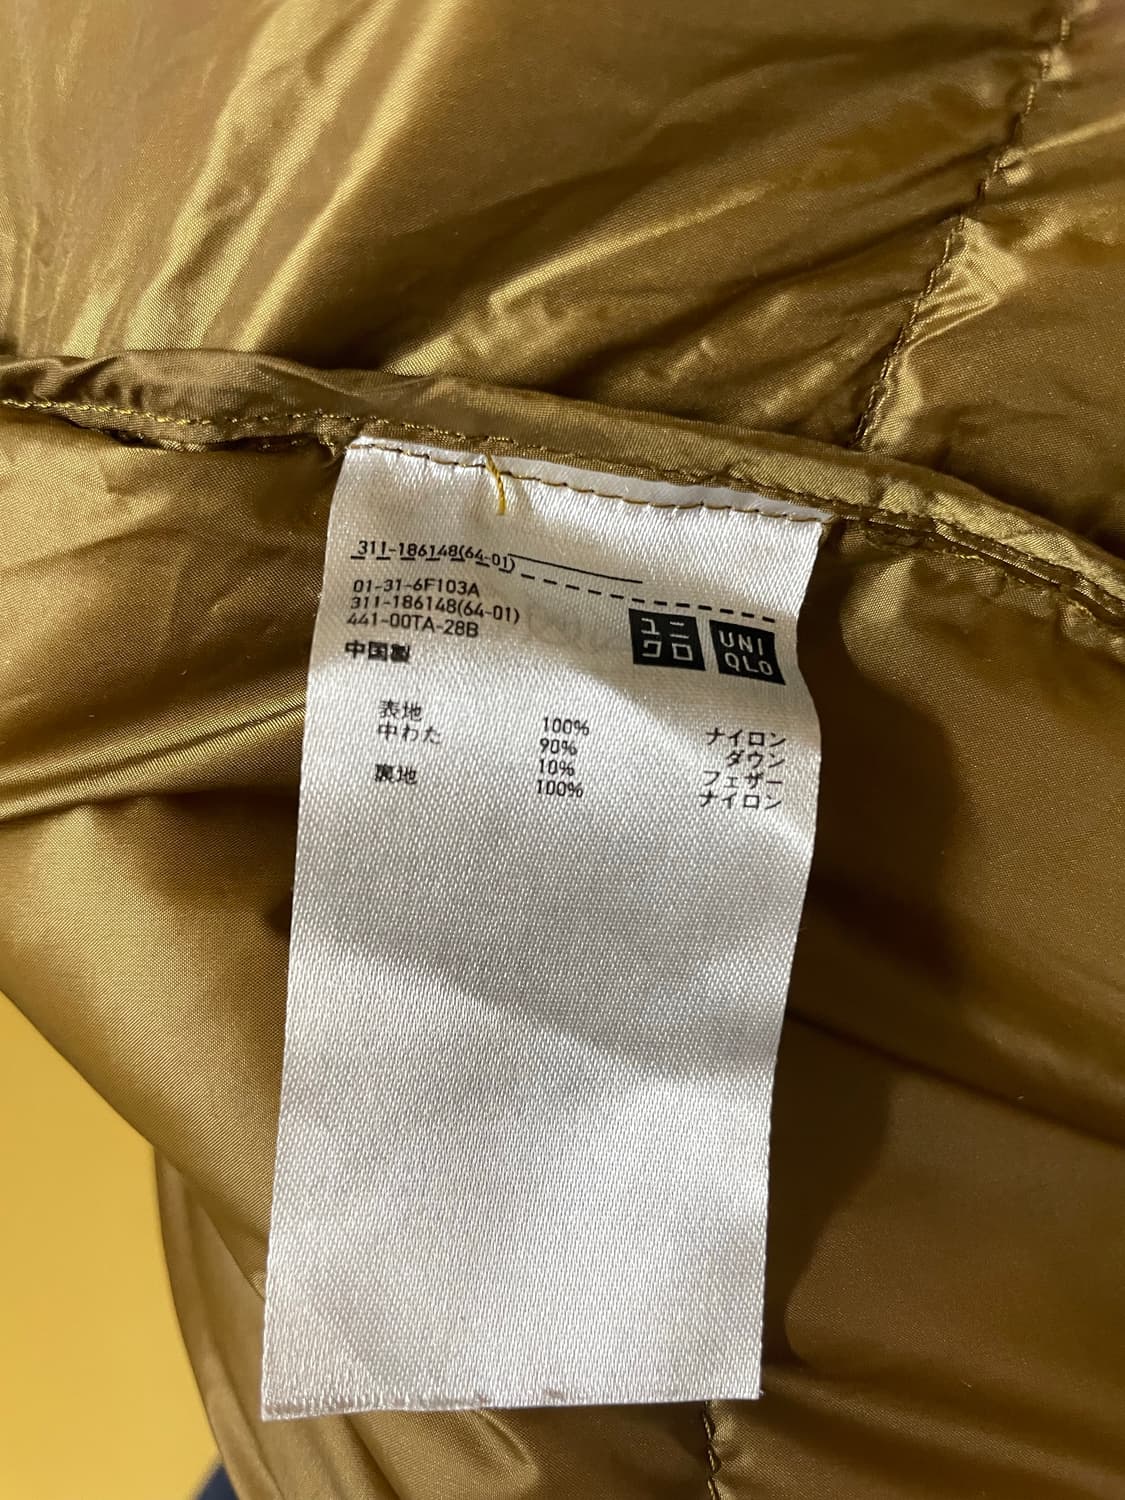 311-186148(64-01)
01-31-6F103A
311-186148(64-01)
441-00TA-28B
中国製
ユニ
クロ
UNI
QLO
表地 100% ナイロン
中わた 90% ダウン
10% フェザー
裏地 100% ナイロン